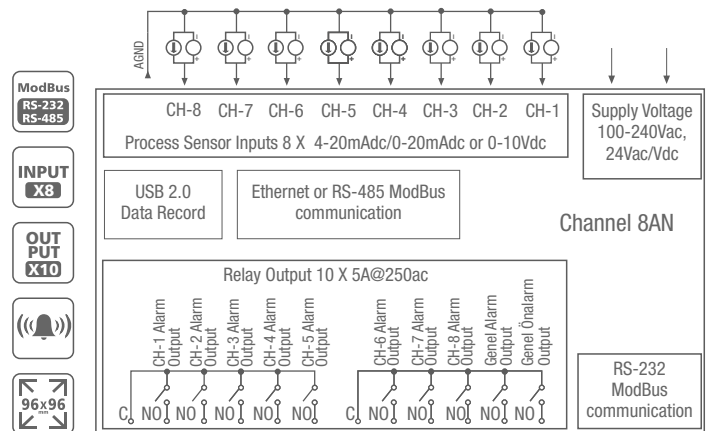 AGND
ModBus
RS-232
RS-485
INPUT
X8
OUT
PUT
X10
96x96
mm
CH-8 CH-7 CH-6 CH-5 CH-4 CH-3 CH-2 CH-1
Process Sensor Inputs 8 X 4-20mAdc/0-20mAdc or 0-10Vdc
Supply Voltage
100-240Vac,
24Vac/Vdc
USB 2.0
Data Record
Ethernet or RS-485 ModBus
communication
Channel 8AN
Relay Output 10 X 5A@250ac
CH-1 Alarm
Output
CH-2 Alarm
Output
CH-3 Alarm
Output
CH-4 Alarm
Output
CH-5 Alarm
Output
CH-6 Alarm
Output
CH-7 Alarm
Output
CH-8 Alarm
Output
Genel Alarm
Output
Genel Önalarm
Output
C NO NO NO NO NO C NO NO NO NO NO
RS-232
ModBus
communication